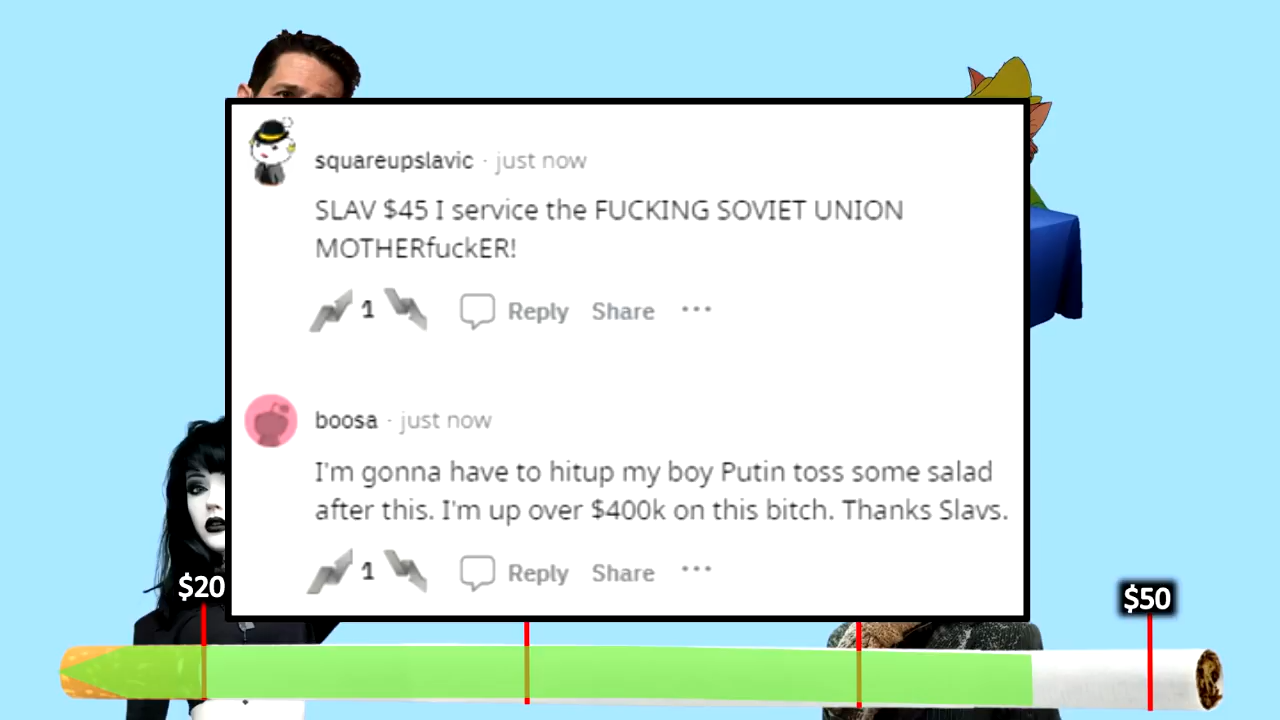 squareupslavic · just now
SLAV $45 I service the FUCKING SOVIET UNION
MOTHERfuckER!
1 Reply Share ...
boosa · just now
I'm gonna have to hitup my boy Putin toss some salad
after this. I'm up over $400k on this bitch. Thanks Slavs.
1 Reply Share ...
$20
$50